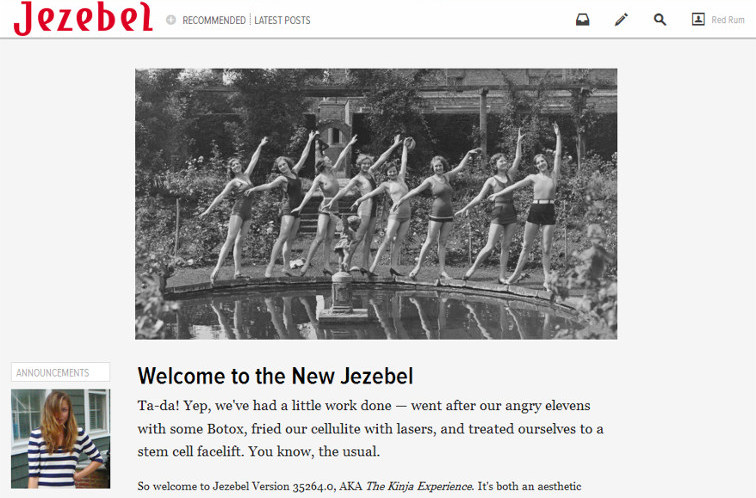 Jezebel
RECOMMENDED | LATEST POSTS
Red Rum
ANNOUNCEMENTS
Welcome to the New Jezebel
Ta-da! Yep, we've had a little work done — went after our angry elevens
with some Botox, fried our cellulite with lasers, and treated ourselves to a
stem cell facelift. You know, the usual.
So welcome to Jezebel Version 35264.0, AKA The Kinja Experience. It's both an aesthetic